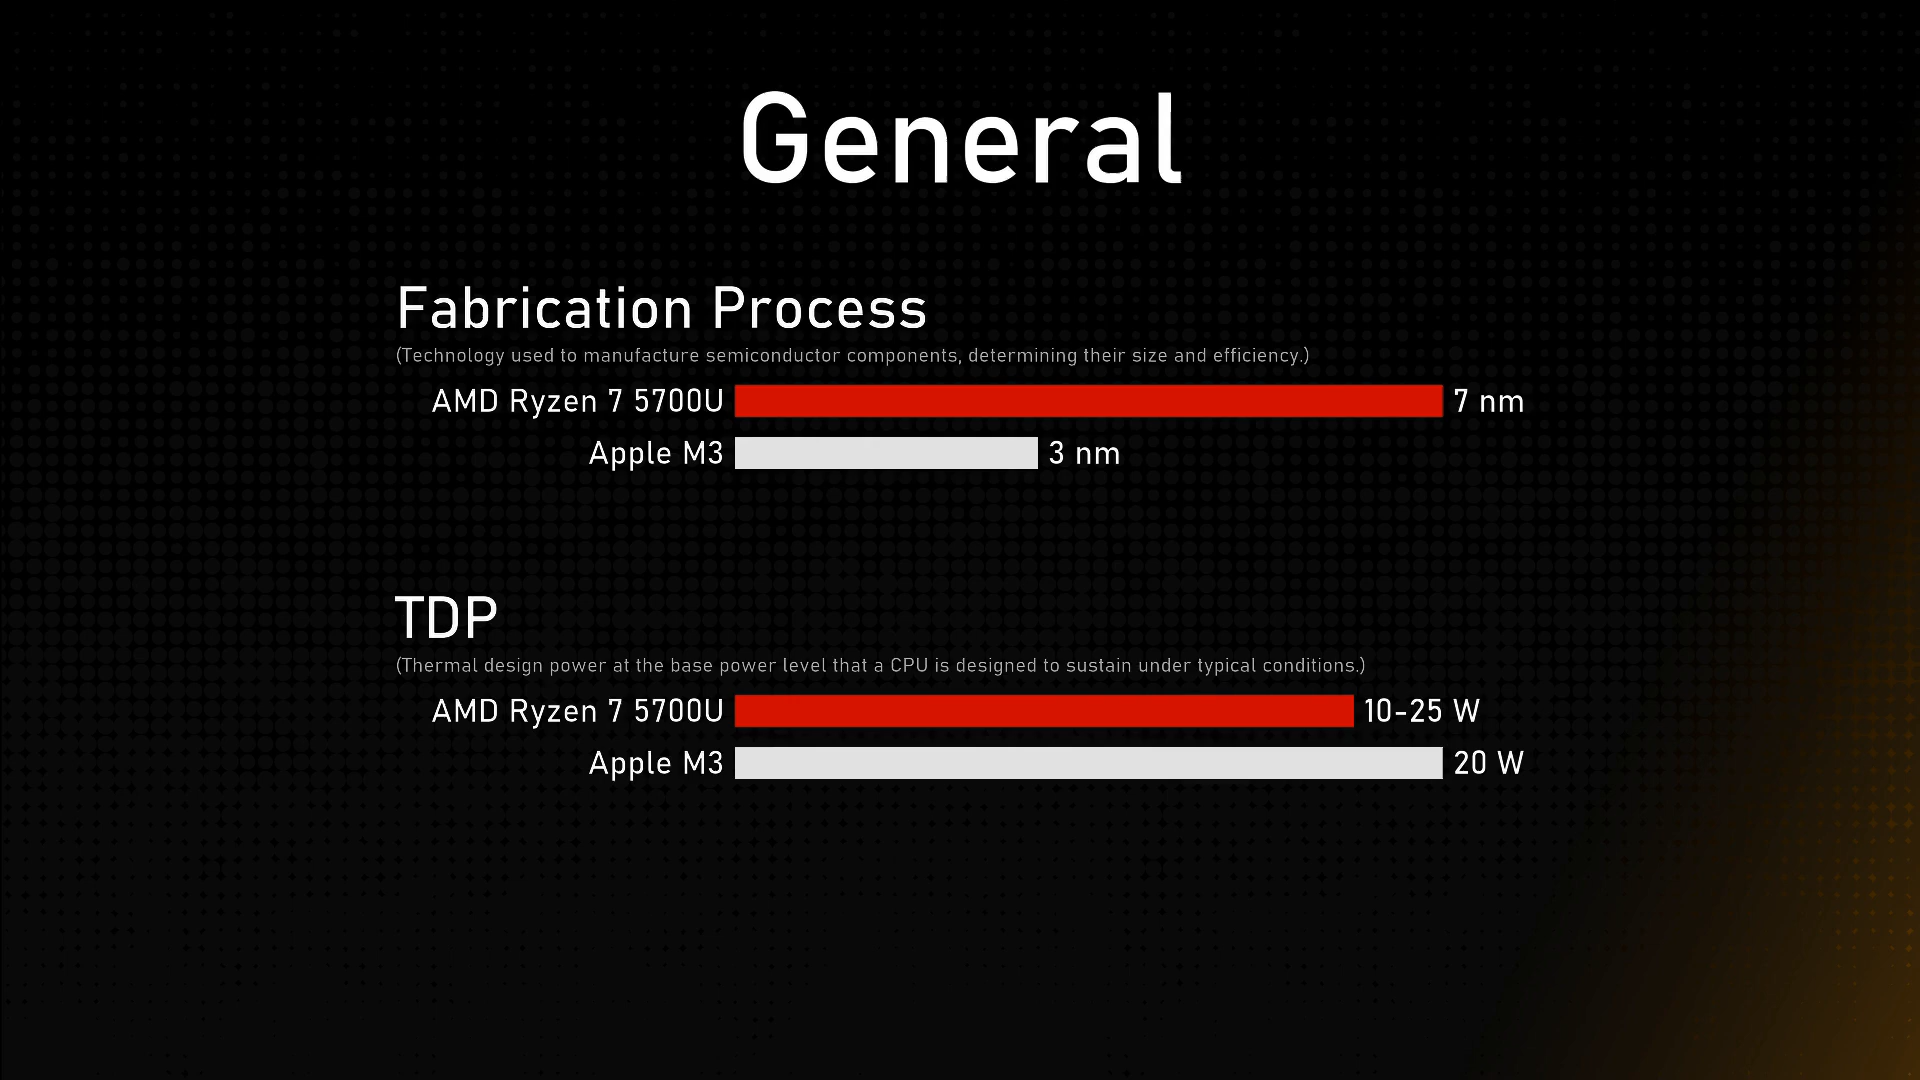 General
Fabrication Process
(Technology used to manufacture semiconductor components, determining their size and efficiency.)
AMD Ryzen 7 5700U 7 nm
Apple M3 3 nm
TDP
(Thermal design power at the base power level that a CPU is designed to sustain under typical conditions.)
AMD Ryzen 7 5700U 10-25 W
Apple M3 20 W